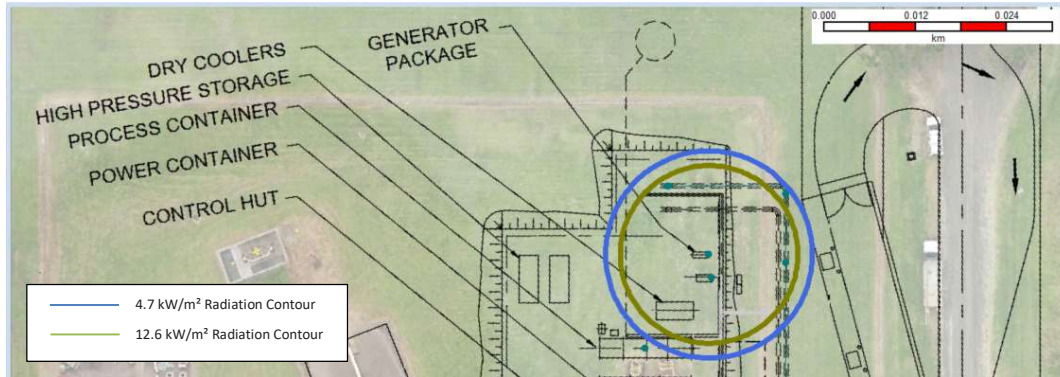 0.000 0.012 0.024
km
GENERATOR
PACKAGE
DRY COOLERS
HIGH PRESSURE STORAGE
PROCESS CONTAINER
POWER CONTAINER
CONTROL HUT
4.7 kW/m² Radiation Contour
12.6 kW/m² Radiation Contour